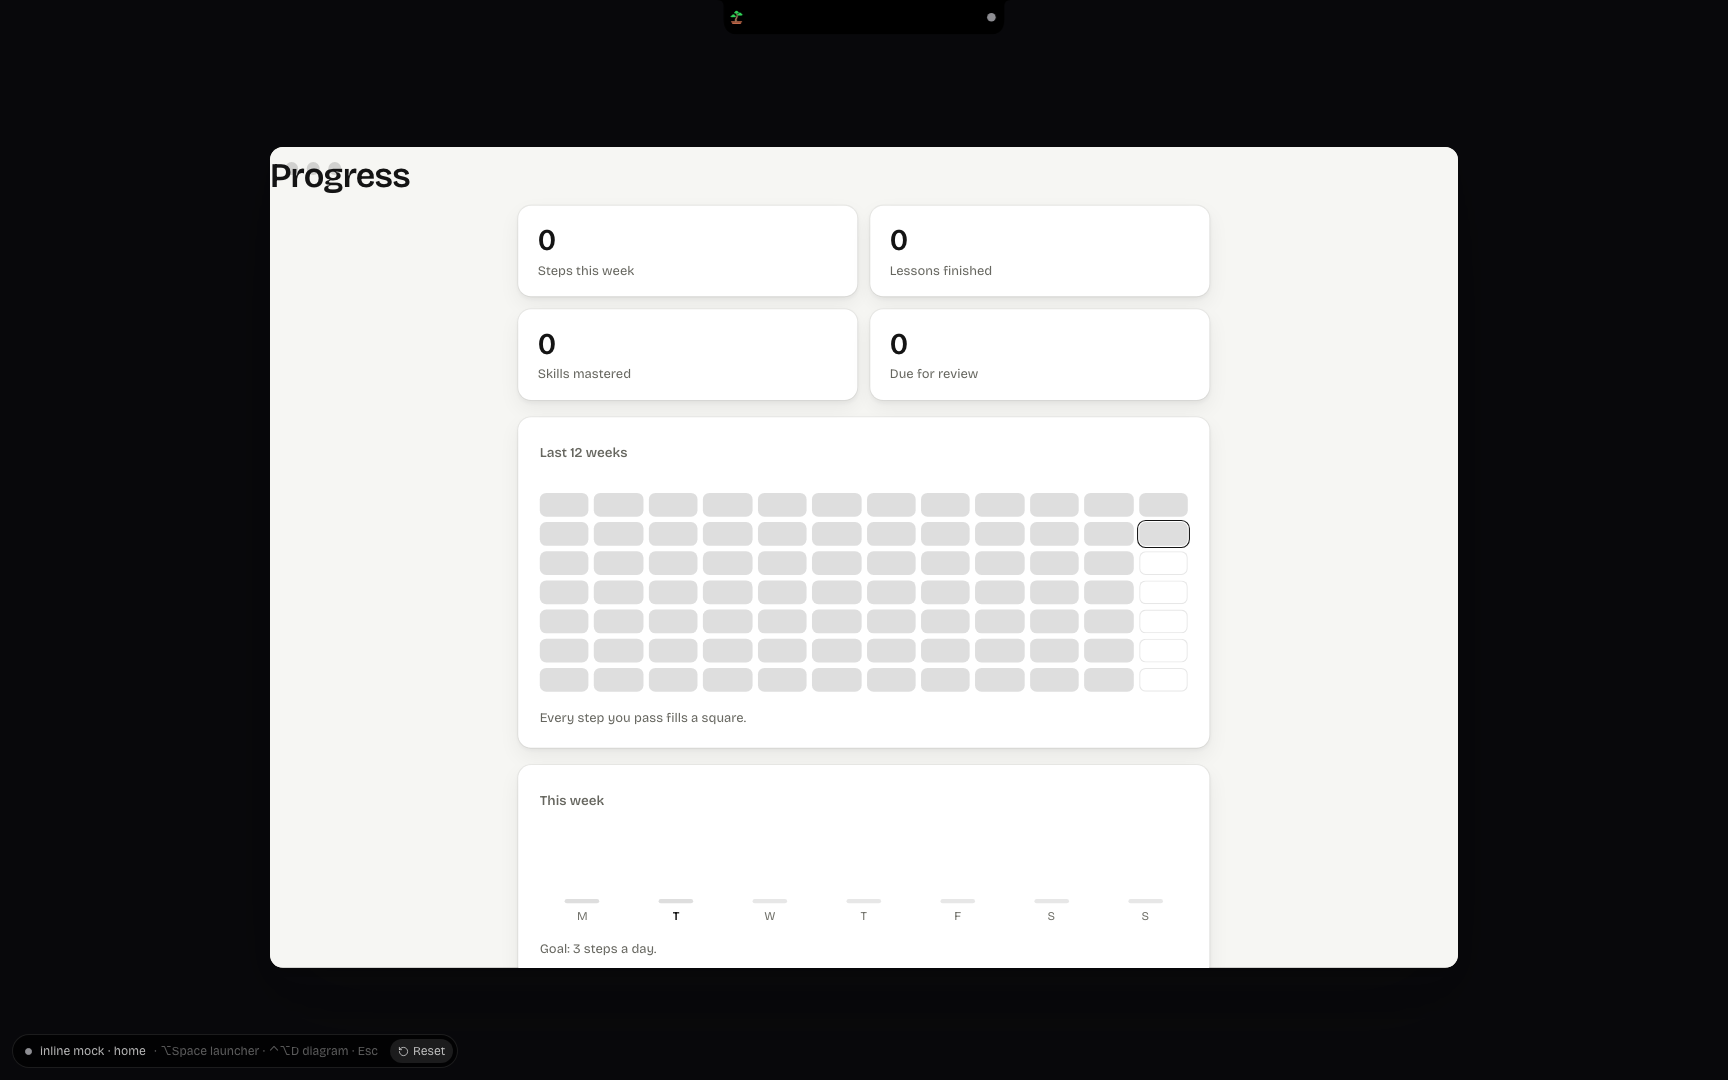 Progress
0
Steps this week
0
Lessons finished
0
Skills mastered
0
Due for review
Last 12 weeks
Every step you pass fills a square.
This week
M T W T F S S
Goal: 3 steps a day.
inline mock · home · ⌥Space launcher · ^⌥D diagram · Esc Reset